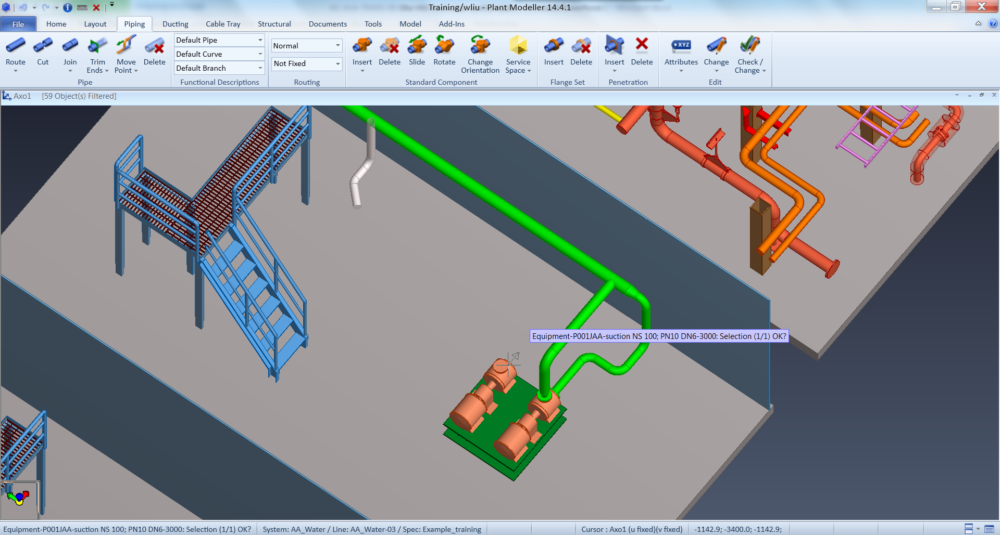 Training/wliu - Plant Modeller 14.4.1
File Home Layout Piping Ducting Cable Tray Structural Documents Tools Model Add-Ins
Route Cut Join Trim Ends Move Point Delete
Pipe
Default Pipe
Default Curve
Default Branch
Functional Descriptions
Normal
Not Fixed
Routing
Insert Delete Slide Rotate Change Orientation Service Space
Standard Component
Insert Delete
Flange Set
Insert Delete
Penetration
XYZ
Attributes Change Check / Change
Edit
Axo1 [59 Object(s) Filtered]
Equipment-P001JAA-suction NS 100; PN10 DN6-3000: Selection (1/1) OK?
Equipment-P001JAA-suction NS 100; PN10 DN6-3000: Selection (1/1) OK? System: AA_Water / Line: AA_Water-03 / Spec: Example_training Cursor : Axo1 (u fixed)(v fixed) -1142.9; -3400.0; -1142.9;